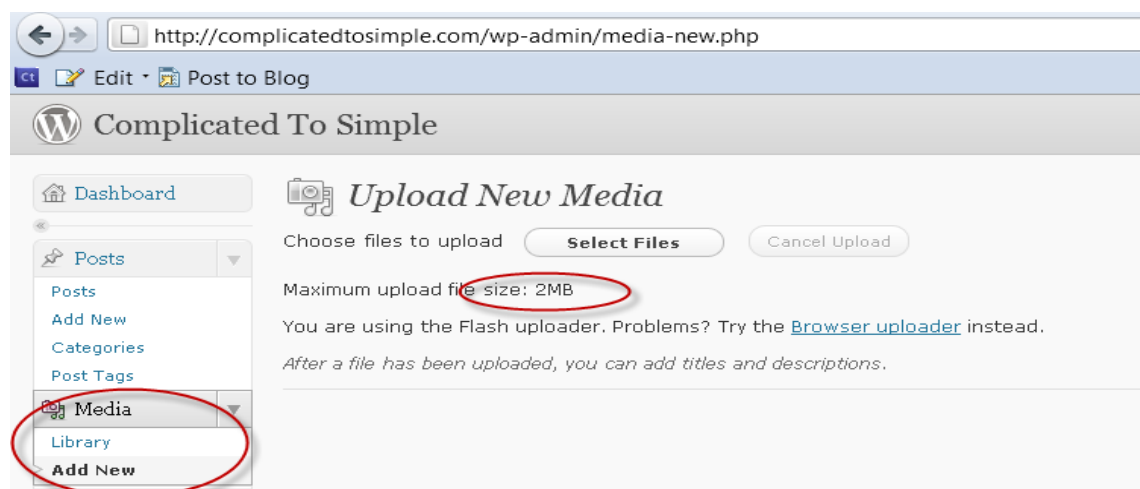 http://complicatedtosimple.com/wp-admin/media-new.php
Ct Edit Post to Blog
Complicated To Simple
Dashboard
Upload New Media
Choose files to upload Select Files Cancel Upload
Posts
Posts
Add New
Categories
Post Tags
Maximum upload file size: 2MB
You are using the Flash uploader. Problems? Try the Browser uploader instead.
After a file has been uploaded, you can add titles and descriptions.
Media
Library
Add New